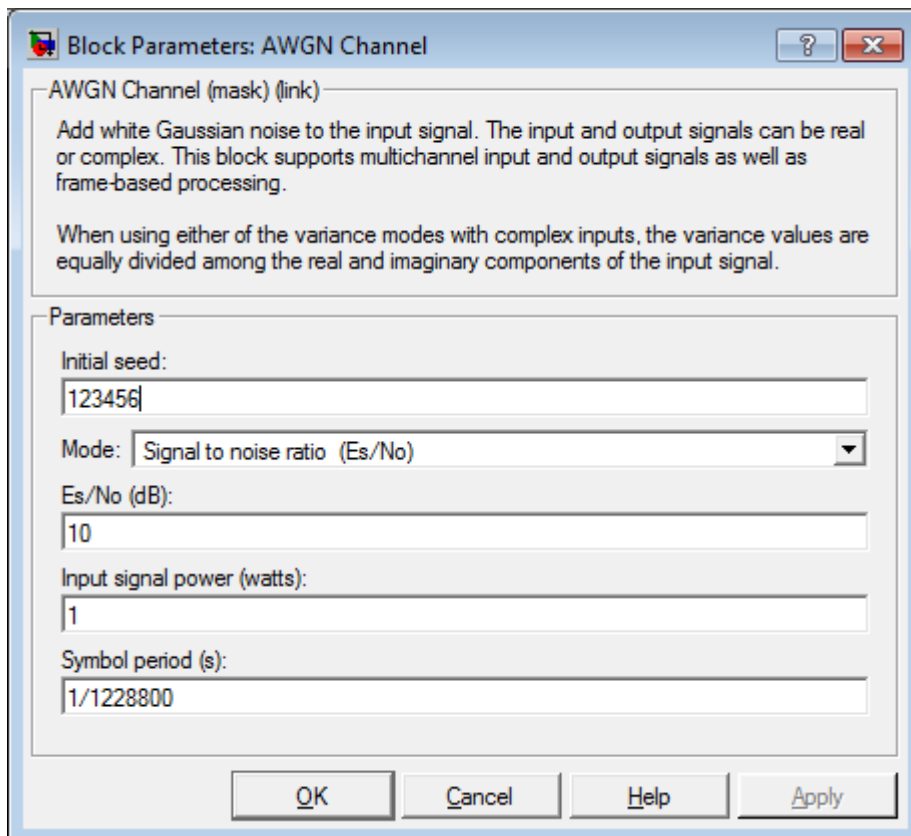 Block Parameters: AWGN Channel
AWGN Channel (mask) (link)
Add white Gaussian noise to the input signal. The input and output signals can be real
or complex. This block supports multichannel input and output signals as well as
frame-based processing.
When using either of the variance modes with complex inputs, the variance values are
equally divided among the real and imaginary components of the input signal.
Parameters
Initial seed:
123456
Mode: Signal to noise ratio (Es/No)
Es/No (dB):
10
Input signal power (watts):
1
Symbol period (s):
1/1228800
OK Cancel Help Apply